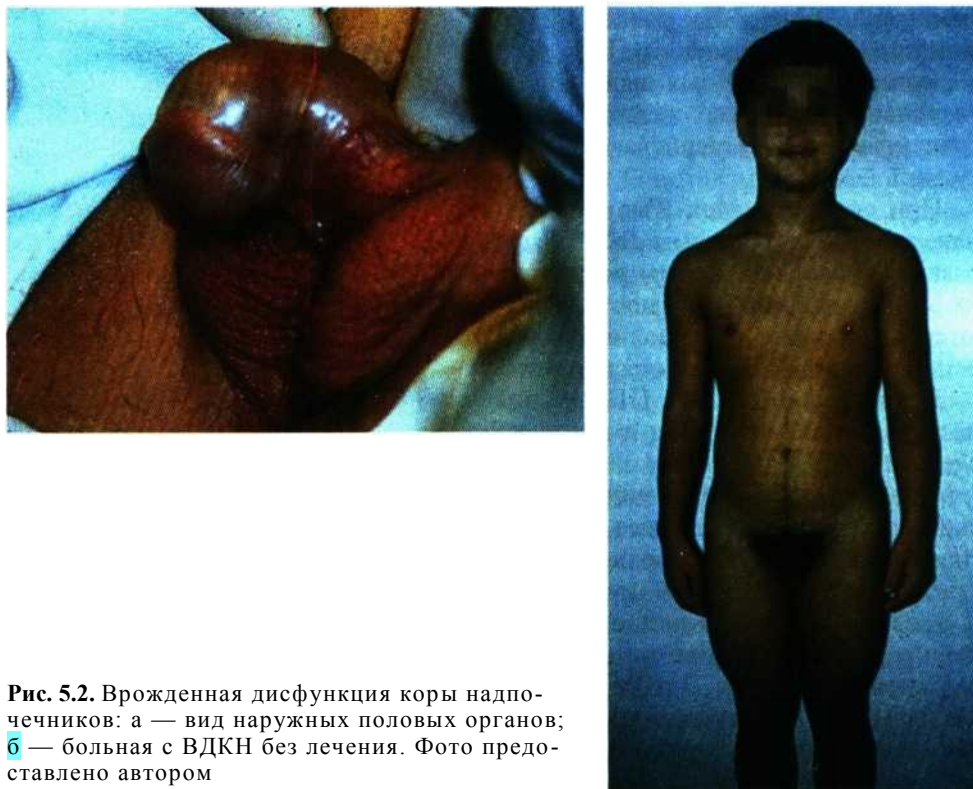 Рис. 5.2. Врожденная дисфункция коры надпо-
чечников: а — вид наружных половых органов;
б — больная с ВДКН без лечения. Фото предо-
ставлено автором